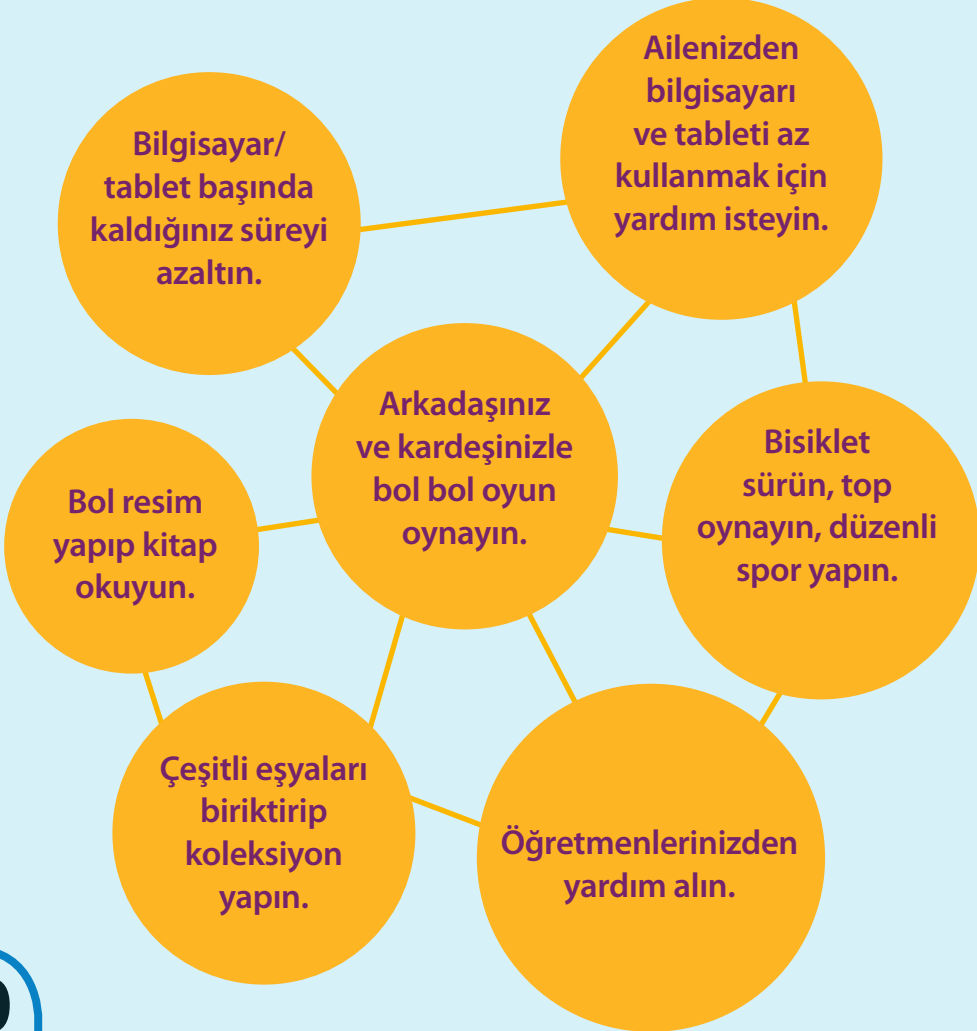 Ailenizden
bilgisayarı
ve tableti az
kullanmak için
yardım isteyin.
Bilgisayar/
tablet başında
kaldığınız süreyi
azaltın.
Arkadaşınız
ve kardeşinizle
bol bol oyun
oynayın.
Bisiklet
sürün, top
oynayın, düzenli
spor yapın.
Bol resim
yapıp kitap
okuyun.
Çeşitli eşyaları
biriktirip
koleksiyon
yapın.
Öğretmenlerinizden
yardım alın.